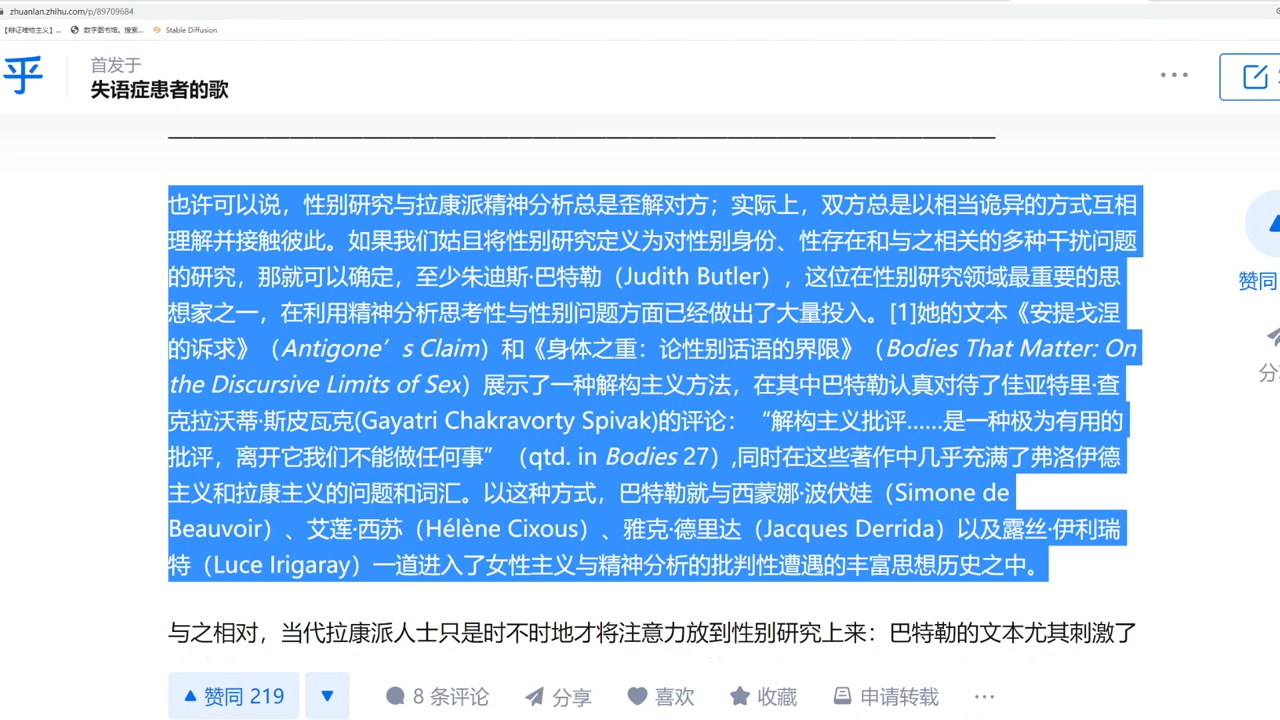 zhuanlan.zhihu.com/p/89709684
【辩证唯物主义】... 数字图书馆。搜索... Stable Diffusion
乎
首发于
失语症患者的歌
也许可以说，性别研究与拉康派精神分析总是歪解对方；实际上，双方总是以相当诡异的方式互相
理解并接触彼此。如果我们姑且将性别研究定义为对性别身份、性存在和与之相关的多种干扰问题
的研究，那就可以确定，至少朱迪斯·巴特勒（Judith Butler），这位在性别研究领域最重要的思
想家之一，在利用精神分析思考性与性别问题方面已经做出了大量投入。[1]她的文本《安提戈涅
的诉求》（Antigone’s Claim）和《身体之重：论性别话语的界限》（Bodies That Matter: On
the Discursive Limits of Sex）展示了一种解构主义方法，在其中巴特勒认真对待了佳亚特里·查
克拉沃蒂·斯皮瓦克(Gayatri Chakravorty Spivak)的评论：“解构主义批评……是一种极为有用的
批评，离开它我们不能做任何事”（qtd. in Bodies 27）,同时在这些著作中几乎充满了弗洛伊德
主义和拉康主义的问题和词汇。以这种方式，巴特勒就与西蒙娜·波伏娃（Simone de
Beauvoir）、艾莲·西苏（Hélène Cixous）、雅克·德里达（Jacques Derrida）以及露丝·伊利瑞
特（Luce Irigaray）一道进入了女性主义与精神分析的批判性遭遇的丰富思想历史之中。
赞同
与之相对，当代拉康派人士只是时不时地才将注意力放到性别研究上来：巴特勒的文本尤其刺激了
赞同 219
8 条评论
分享
喜欢
收藏
申请转载